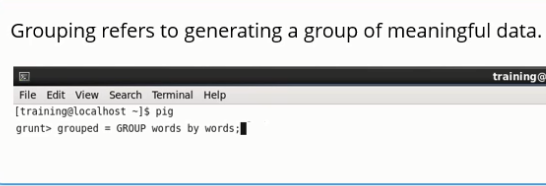 Grouping refers to generating a group of meaningful data.
training@
File Edit View Search Terminal Help
[training@localhost ~]$ pig
grunt> grouped = GROUP words by words;